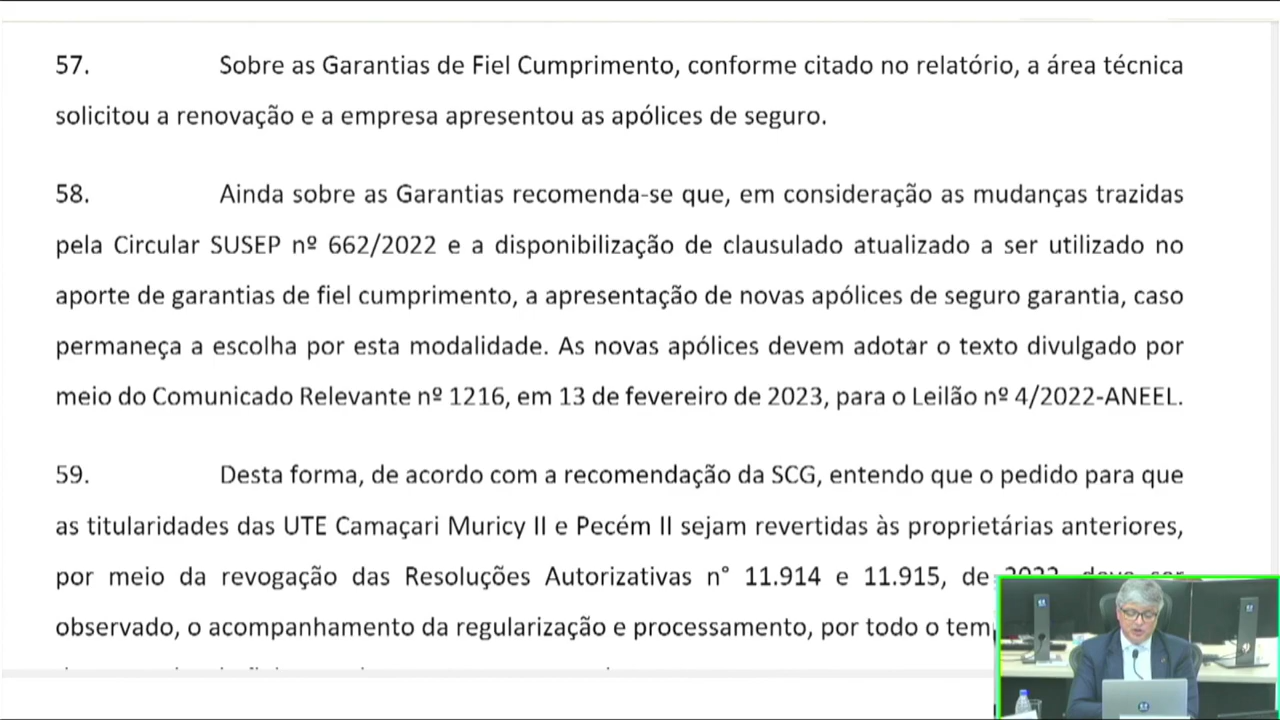 57. Sobre as Garantias de Fiel Cumprimento, conforme citado no relatório, a área técnica
solicitou a renovação e a empresa apresentou as apólices de seguro.
58. Ainda sobre as Garantias recomenda-se que, em consideração as mudanças trazidas
pela Circular SUSEP nº 662/2022 e a disponibilização de clausulado atualizado a ser utilizado no
aporte de garantias de fiel cumprimento, a apresentação de novas apólices de seguro garantia, caso
permaneça a escolha por esta modalidade. As novas apólices devem adotar o texto divulgado por
meio do Comunicado Relevante nº 1216, em 13 de fevereiro de 2023, para o Leilão nº 4/2022-ANEEL.
59. Desta forma, de acordo com a recomendação da SCG, entendo que o pedido para que
as titularidades das UTE Camaçari Muricy II e Pecém II sejam revertidas às proprietárias anteriores,
por meio da revogação das Resoluções Autorizativas n° 11.914 e 11.915, de
observado, o acompanhamento da regularização e processamento, por todo o